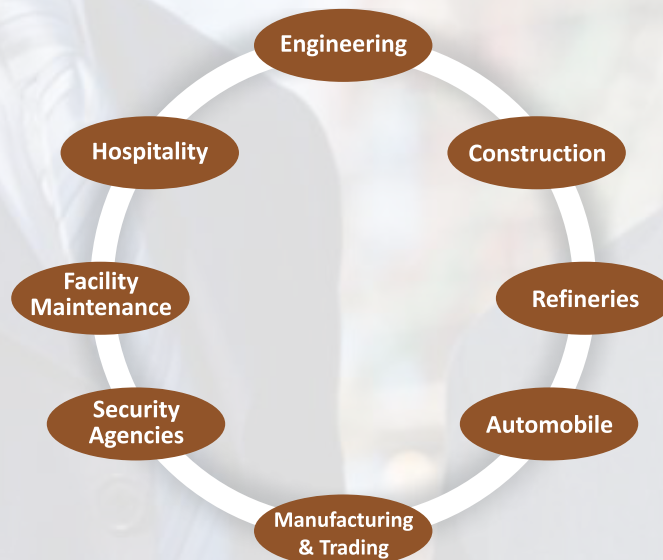 Engineering
Construction
Refineries
Automobile
Manufacturing
& Trading
Security
Agencies
Facility
Maintenance
Hospitality